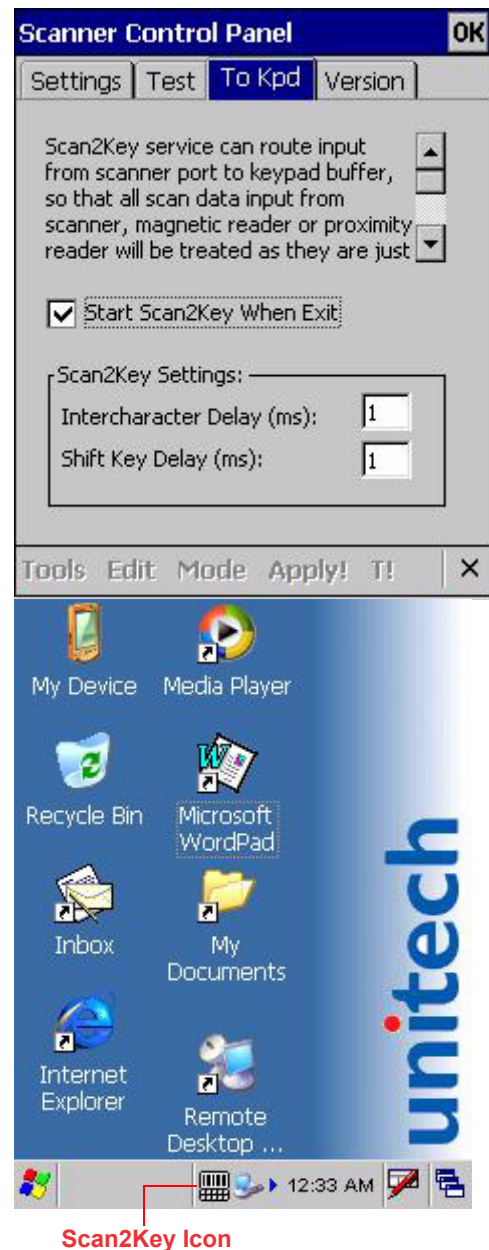 Scanner Control Panel OK
Settings Test To Kpd Version
Scan2Key service can route input
from scanner port to keypad buffer,
so that all scan data input from
scanner, magnetic reader or proximity
reader will be treated as they are just
Start Scan2Key When Exit
Scan2Key Settings:
Intercharacter Delay (ms): 1
Shift Key Delay (ms): 1
Tools Edit Mode Apply! T!
My Device Media Player
Recycle Bin Microsoft
WordPad
Inbox My
Documents
Internet
Explorer
Remote
Desktop ...
unitech
12:33 AM
Scan2Key Icon